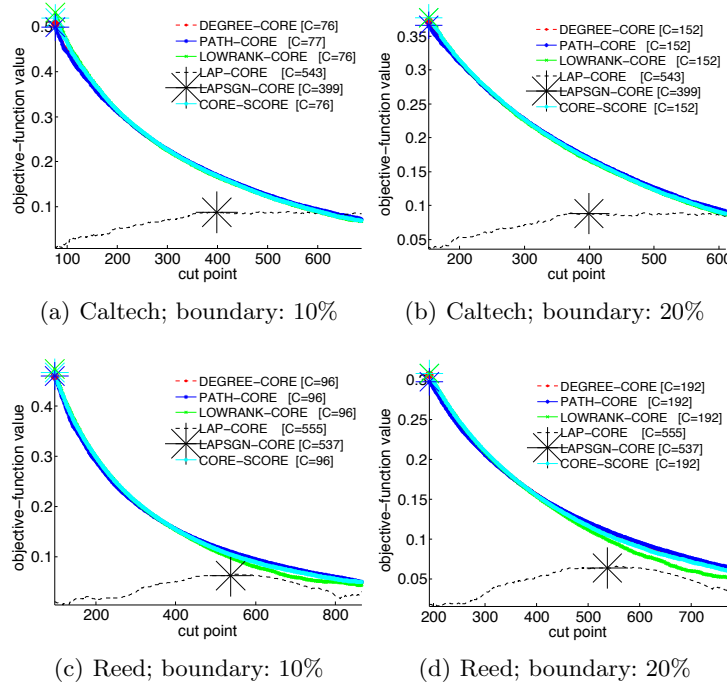 0.5
0.4
0.3
0.2
0.1
objective-function value
DEGREE-CORE [C=76]
PATH-CORE [C=77]
LOWRANK-CORE [C=76]
LAP-CORE [C=543]
LAPSGN-CORE [C=399]
CORE-SCORE [C=76]
100 200 300 400 500 600
cut point
(a) Caltech; boundary: 10%
0.35
0.3
0.25
0.2
0.15
0.1
0.05
objective-function value
DEGREE-CORE [C=152]
PATH-CORE [C=152]
LOWRANK-CORE [C=152]
LAP-CORE [C=543]
LAPSGN-CORE [C=399]
CORE-SCORE [C=152]
200 300 400 500 600
cut point
(b) Caltech; boundary: 20%
0.4
0.3
0.2
0.1
objective-function value
DEGREE-CORE [C=96]
PATH-CORE [C=96]
LOWRANK-CORE [C=96]
LAP-CORE [C=555]
LAPSGN-CORE [C=537]
CORE-SCORE [C=96]
200 400 600 800
cut point
(c) Reed; boundary: 10%
0.25
0.2
0.15
0.1
0.05
objective-function value
DEGREE-CORE [C=192]
PATH-CORE [C=192]
LOWRANK-CORE [C=192]
LAP-CORE [C=555]
LAPSGN-CORE [C=537]
CORE-SCORE [C=192]
200 300 400 500 600 700
cut point
(d) Reed; boundary: 20%